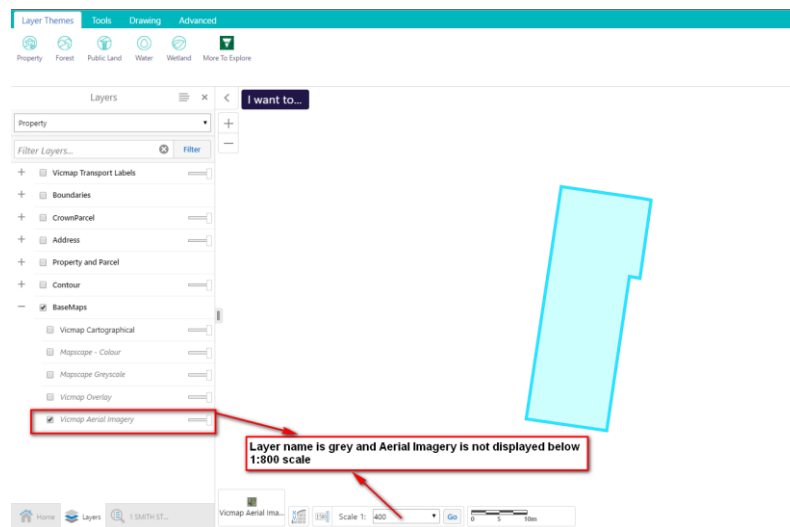 Layer Themes Tools Drawing Advanced
Property Forest Public Land Water Wetland More To Explore
Layers
I want to...
Property
Filter Layers... Filter
Vicmap Transport Labels
Boundaries
CrownParcel
Address
Property and Parcel
Contour
BaseMaps
Vicmap Cartographical
Mapscape - Colour
Mapscape Greyscale
Vicmap Overlay
Vicmap Aerial Imagery
Layer name is grey and Aerial Imagery is not displayed below
1:800 scale
Home Layers 1 SMITH ST...
Vicmap Aerial Ima...
Scale 1: 400 Go
0 5 10m